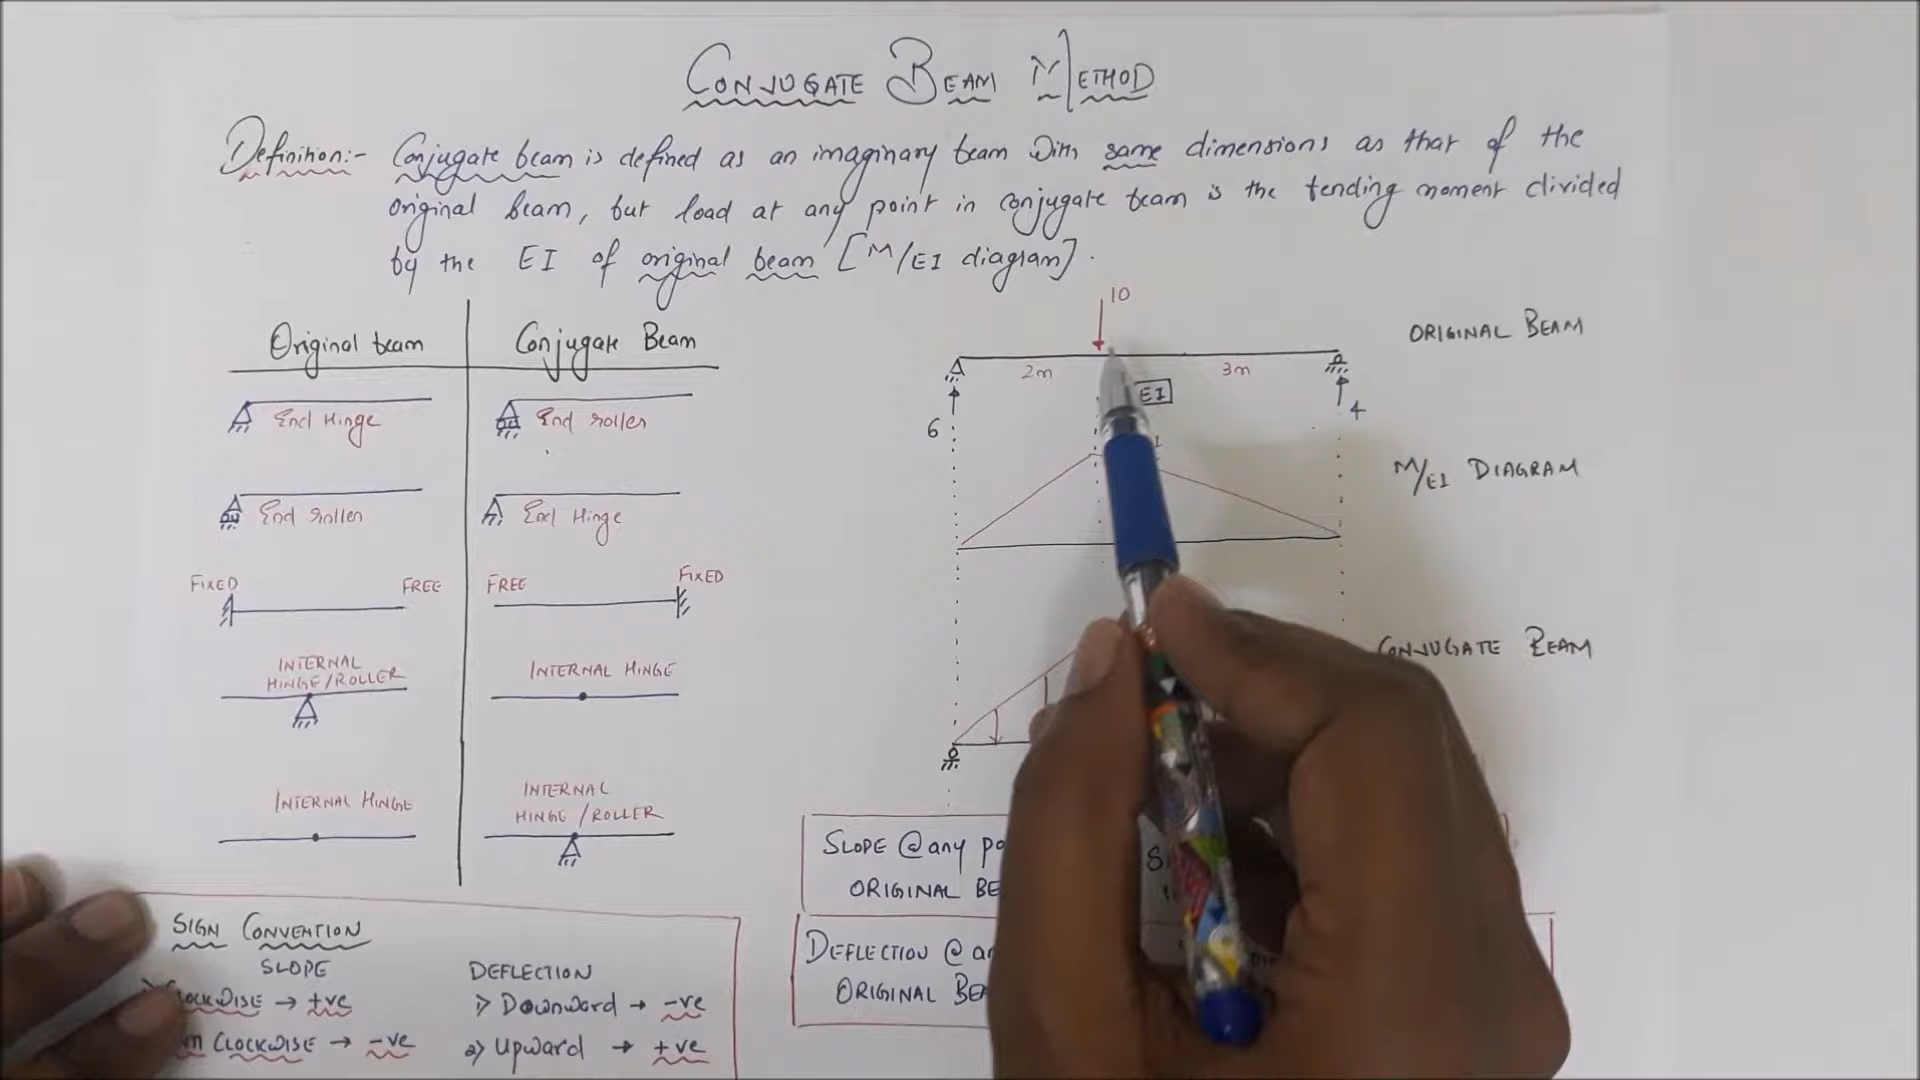 CONJUGATE BEAM METHOD
Definition:- Conjugate beam is defined as an imaginary beam with same dimensions as that of the
original beam, but load at any point in conjugate beam is the bending moment divided
by the EI of original beam [M/EI diagram].
Original beam
Conjugate Beam
End Hinge
End roller
End roller
End Hinge
FIXED
FREE
FREE
FIXED
INTERNAL
HINGE/ROLLER
INTERNAL HINGE
INTERNAL HINGE
INTERNAL
HINGE/ROLLER
SIGN CONVENTION
SLOPE
CLOCKWISE → +ve
CLOCKWISE → -ve
DEFLECTION
1) Downward → -ve
2) Upward → +ve
10
ORIGINAL BEAM
2m
3m
EI
6
4
M/EI DIAGRAM
CONJUGATE BEAM
SLOPE @ any
ORIGINAL
DEFLECTION @
ORIGINAL